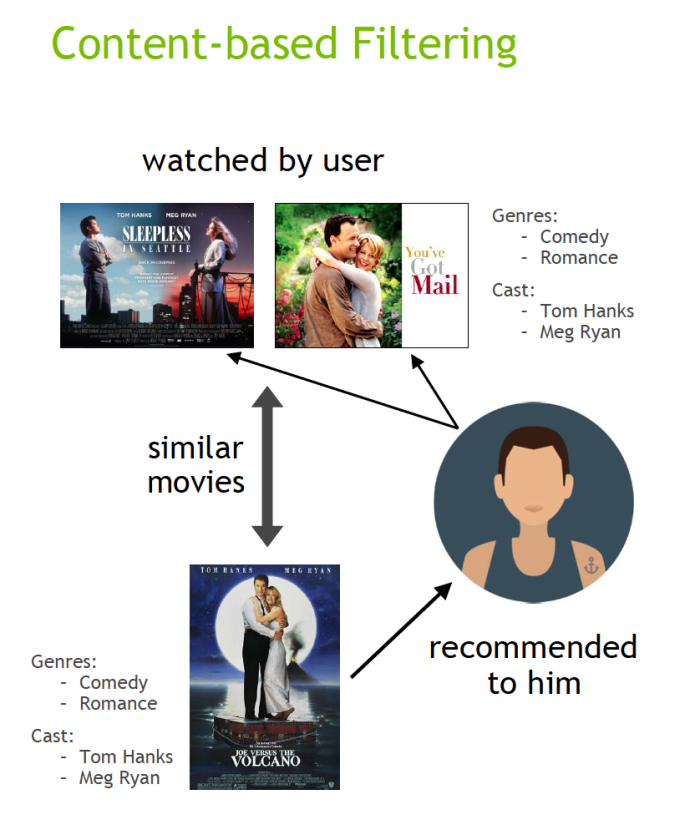 Content-based Filtering
watched by user
TOM HANKS MEG RYAN
SLEEPLESS
IN SEATTLE
You've
Got
Mail
Genres:
- Comedy
- Romance
Cast:
- Tom Hanks
- Meg Ryan
similar
movies
TOM HANKS MEG RYAN
JOE VERSUS THE
VOLCANO
recommended
to him
Genres:
- Comedy
- Romance
Cast:
- Tom Hanks
- Meg Ryan